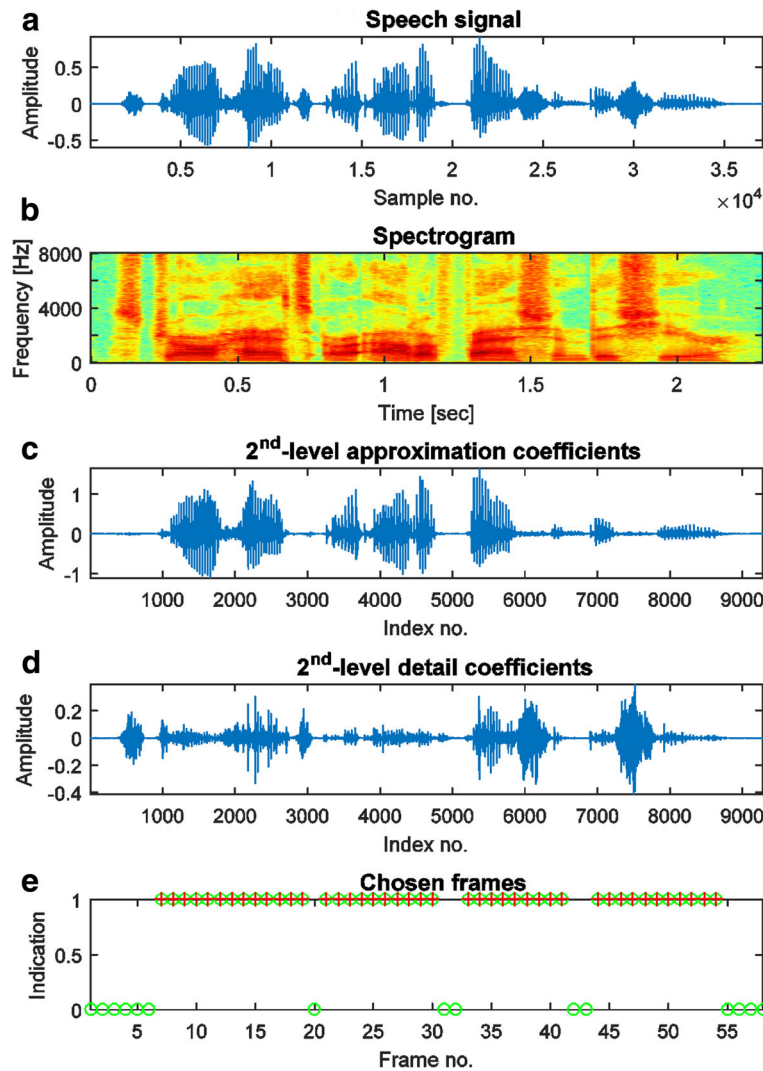 a
Speech signal
Amplitude
0.5
0
-0.5
0.5
1
1.5
2
2.5
3
3.5
Sample no.
×10⁴
b
Spectrogram
Frequency [Hz]
8000
4000
0
0
0.5
1
1.5
2
Time [sec]
c
2ⁿᵈ-level approximation coefficients
Amplitude
1
0
-1
1000
2000
3000
4000
5000
6000
7000
8000
9000
Index no.
d
2ⁿᵈ-level detail coefficients
Amplitude
0.2
0
-0.2
-0.4
1000
2000
3000
4000
5000
6000
7000
8000
9000
Index no.
e
Chosen frames
Indication
1
0.5
0
5
10
15
20
25
30
35
40
45
50
55
Frame no.